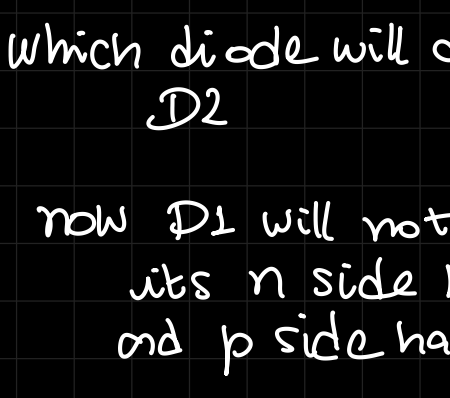 Which diode will
D2
now D1 will not
its n side
and p side ha